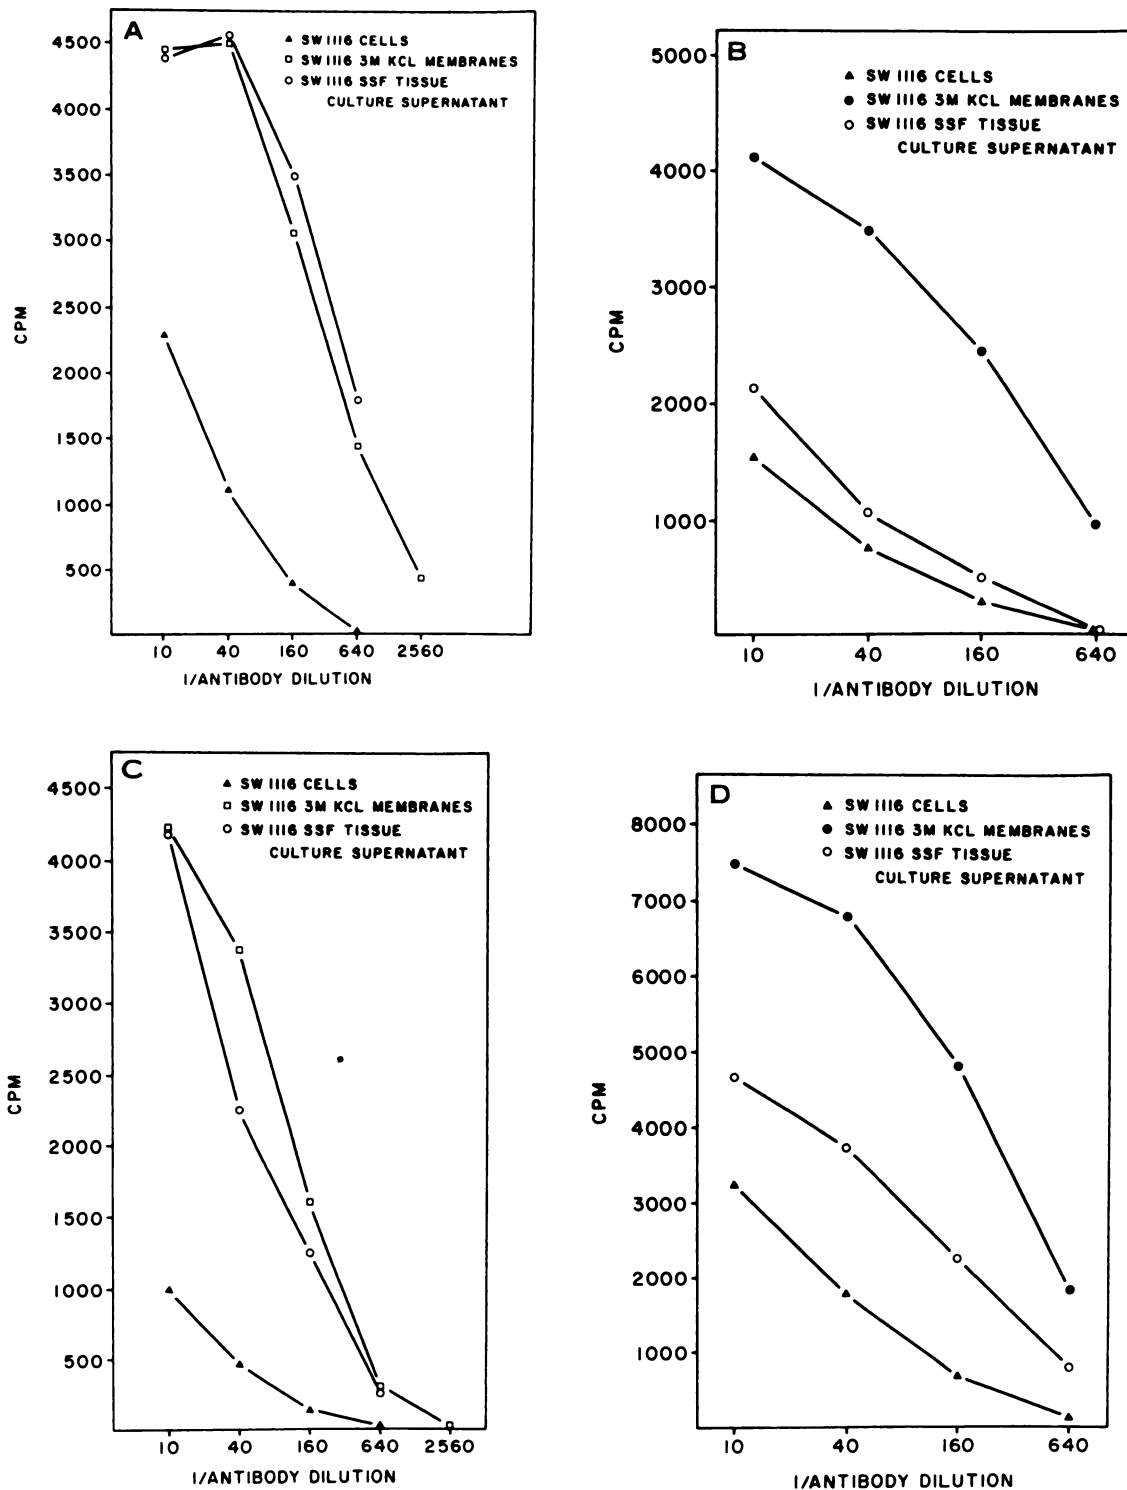 A
▲ SW 1116 CELLS
□ SW 1116 3M KCL MEMBRANES
○ SW 1116 SSF TISSUE
CULTURE SUPERNATANT
4500
4000
3500
3000
2500
2000
1500
1000
500
CPM
10 40 160 640 2560
1/ANTIBODY DILUTION
B
▲ SW 1116 CELLS
● SW 1116 3M KCL MEMBRANES
○ SW 1116 SSF TISSUE
CULTURE SUPERNATANT
5000
4000
3000
2000
1000
CPM
10 40 160 640
1/ANTIBODY DILUTION
C
▲ SW 1116 CELLS
□ SW 1116 3M KCL MEMBRANES
○ SW 1116 SSF TISSUE
CULTURE SUPERNATANT
4500
4000
3500
3000
2500
2000
1500
1000
500
CPM
10 40 160 640 2560
1/ANTIBODY DILUTION
D
▲ SW 1116 CELLS
● SW 1116 3M KCL MEMBRANES
○ SW 1116 SSF TISSUE
CULTURE SUPERNATANT
8000
7000
6000
5000
4000
3000
2000
1000
CPM
10 40 160 640
1/ANTIBODY DILUTION